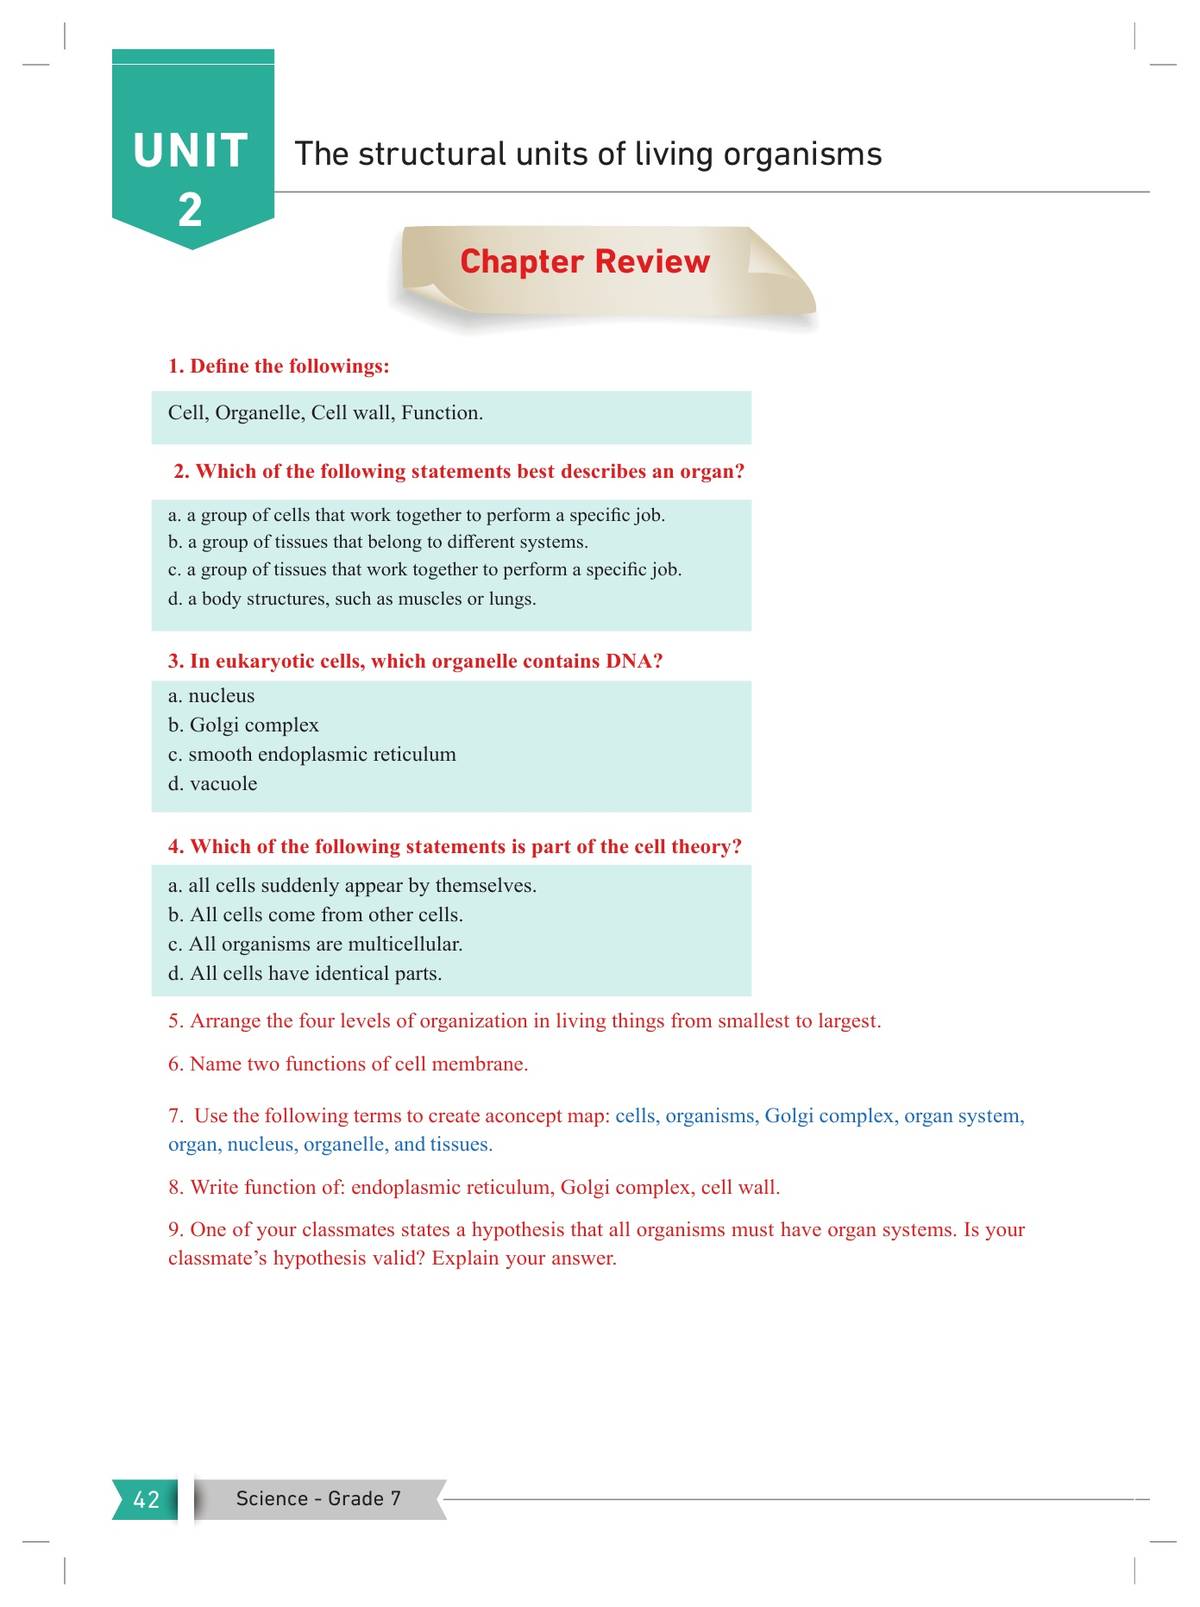 UNIT
2
The structural units of living organisms
Chapter Review
1. Define the followings:
Cell, Organelle, Cell wall, Function.
2. Which of the following statements best describes an organ?
a. a group of cells that work together to perform a specific job.
b. a group of tissues that belong to different systems.
c. a group of tissues that work together to perform a specific job.
d. a body structures, such as muscles or lungs.
3. In eukaryotic cells, which organelle contains DNA?
a. nucleus
b. Golgi complex
c. smooth endoplasmic reticulum
d. vacuole
4. Which of the following statements is part of the cell theory?
a. all cells suddenly appear by themselves.
b. All cells come from other cells.
c. All organisms are multicellular.
d. All cells have identical parts.
5. Arrange the four levels of organization in living things from smallest to largest.
6. Name two functions of cell membrane.
7. Use the following terms to create aconcept map: cells, organisms, Golgi complex, organ system,
organ, nucleus, organelle, and tissues.
8. Write function of: endoplasmic reticulum, Golgi complex, cell wall.
9. One of your classmates states a hypothesis that all organisms must have organ systems. Is your
classmate’s hypothesis valid? Explain your answer.
42
Science - Grade 7